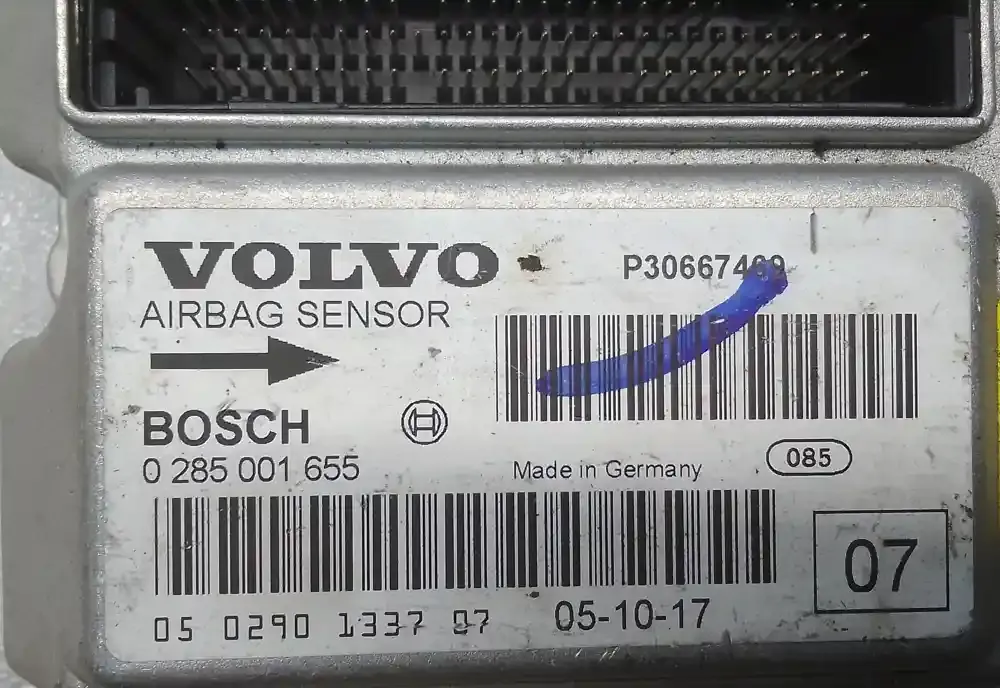 VOLVO
P30667469
AIRBAG SENSOR
BOSCH
0 285 001 655
Made in Germany
085
07
05 0290 1337 07
05-10-17